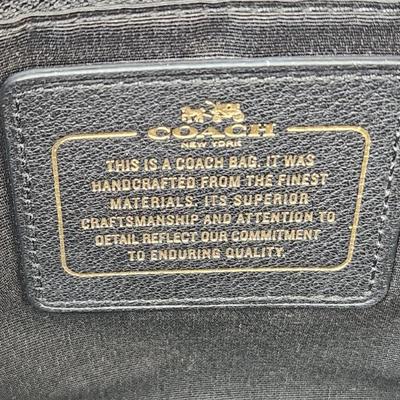 COACH
NEW YORK
THIS IS A COACH BAG. IT WAS
HANDCRAFTED FROM THE FINEST
MATERIALS. ITS SUPERIOR
CRAFTSMANSHIP AND ATTENTION TO
DETAIL REFLECT OUR COMMITMENT
TO ENDURING QUALITY.